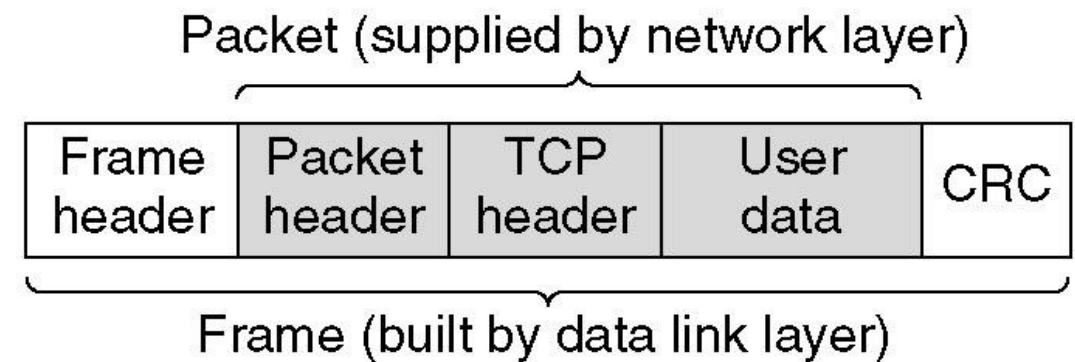 Packet (supplied by network layer)
Frame header
Packet header
TCP header
User data
CRC
Frame (built by data link layer)